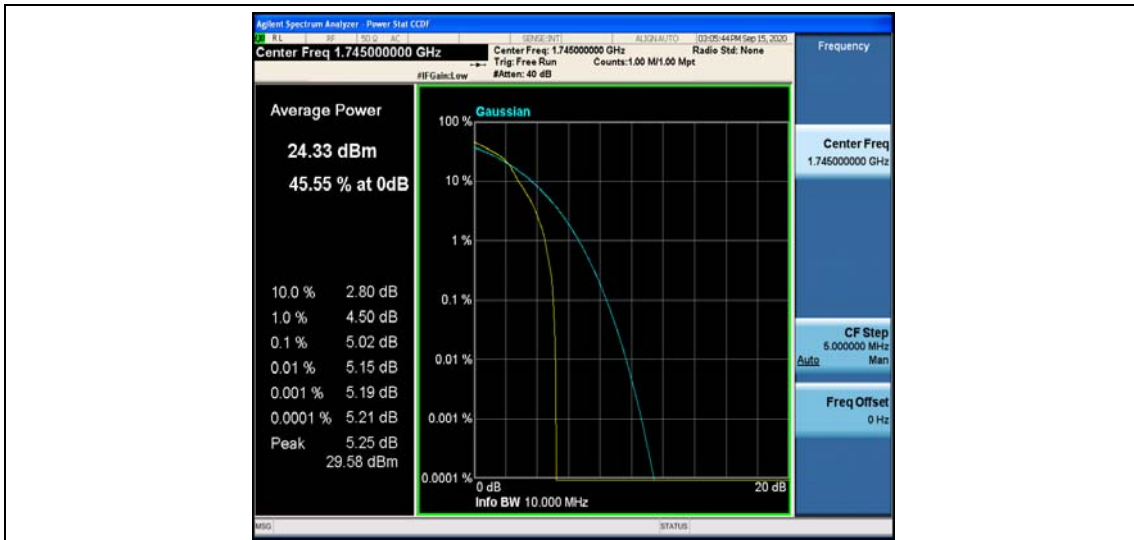 Agilent Spectrum Analyzer - Power Stat CCDF
RL RF 50 Ω AC SENSE:INT ALIGN AUTO 03:05:44 PM Sep 15, 2020
Center Freq 1.745000000 GHz
Center Freq: 1.745000000 GHz Radio Std: None
Trig: Free Run Counts:1.00 M/1.00 Mpt
#IFGain:Low #Atten: 40 dB
Frequency
Average Power
24.33 dBm
45.55 % at 0dB
10.0 % 2.80 dB
1.0 % 4.50 dB
0.1 % 5.02 dB
0.01 % 5.15 dB
0.001 % 5.19 dB
0.0001 % 5.21 dB
Peak 5.25 dB
29.58 dBm
Gaussian
100 %
10 %
1 %
0.1 %
0.01 %
0.001 %
0.0001 %
0 dB 20 dB
Info BW 10.000 MHz
Center Freq
1.745000000 GHz
CF Step
5.000000 MHz
Auto Man
Freq Offset
0 Hz
MSG STATUS